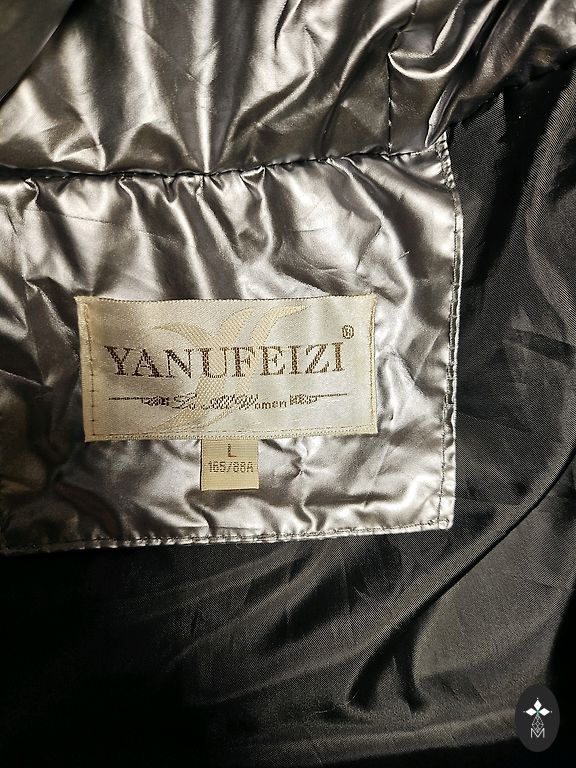 YANUFEIZI®
Women
L
165/88A
M